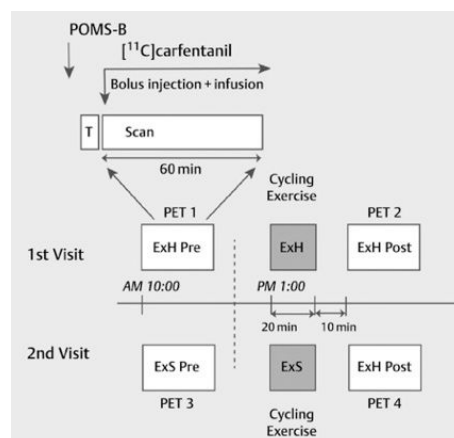 POMS-B
[¹¹C]carfentanil
Bolus injection + infusion
T
Scan
60 min
Cycling
Exercise
PET 1
PET 2
1st Visit
ExH Pre
ExH
ExH Post
AM 10:00
PM 1:00
20 min
10 min
2nd Visit
ExS Pre
ExS
ExH Post
PET 3
PET 4
Cycling
Exercise